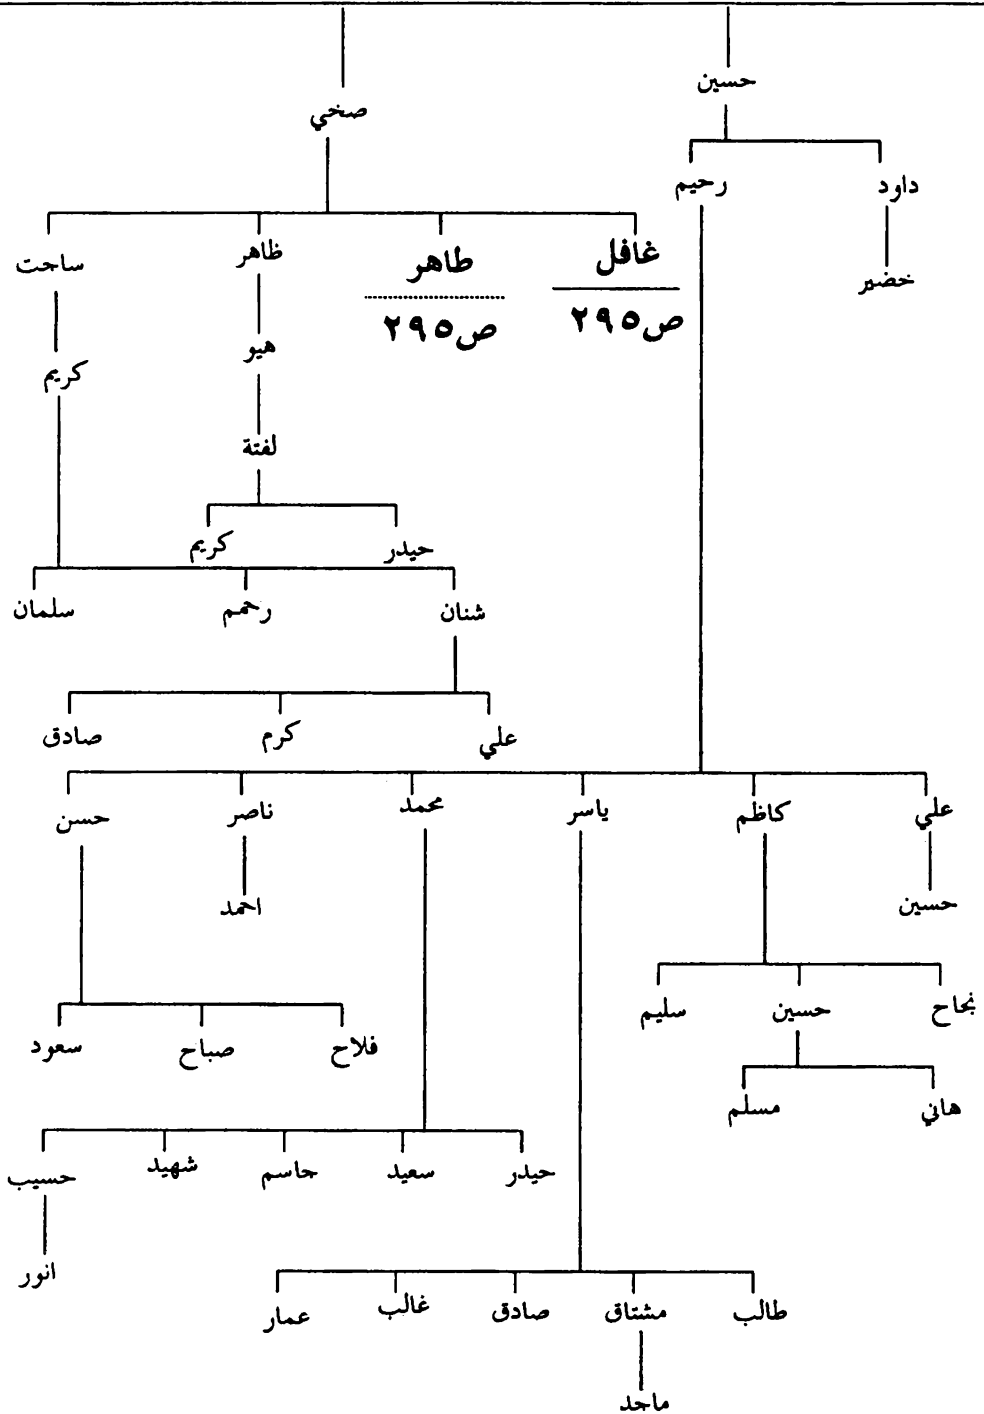 حسين
صخي
داود
رحيم
غافل
طاهر
ظاهر
ساجت
ص٢٩٥
ص٢٩٥
خضير
هيو
كريم
لفتة
حيدر
كريم
شنان
سلمان
علي
كرم
صادق
علي
كاظم
ياسر
محمد
ناصر
حسن
حسين
احمد
نجاح
حسين
سليم
فلاح
صباح
سعود
هاني
مسلم
حيدر
سعيد
جاسم
شهيد
حسيب
انور
طالب
مشتاق
صادق
غالب
عمار
ماجد